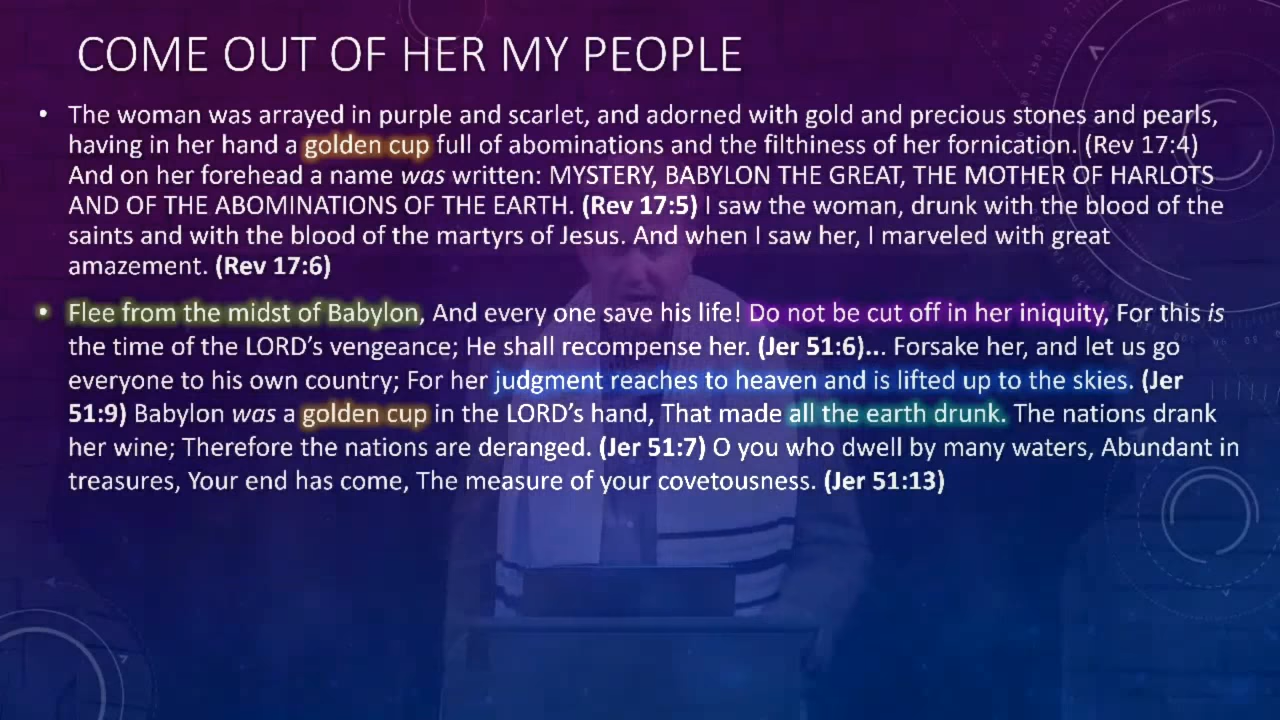 COME OUT OF HER MY PEOPLE
• The woman was arrayed in purple and scarlet, and adorned with gold and precious stones and pearls,
having in her hand a golden cup full of abominations and the filthiness of her fornication. (Rev 17:4)
And on her forehead a name was written: MYSTERY, BABYLON THE GREAT, THE MOTHER OF HARLOTS
AND OF THE ABOMINATIONS OF THE EARTH. (Rev 17:5) I saw the woman, drunk with the blood of the
saints and with the blood of the martyrs of Jesus. And when I saw her, I marveled with great
amazement. (Rev 17:6)
• Flee from the midst of Babylon, And every one save his life! Do not be cut off in her iniquity, For this is
the time of the LORD’s vengeance; He shall recompense her. (Jer 51:6)... Forsake her, and let us go
everyone to his own country; For her judgment reaches to heaven and is lifted up to the skies. (Jer
51:9) Babylon was a golden cup in the LORD’s hand, That made all the earth drunk. The nations drank
her wine; Therefore the nations are deranged. (Jer 51:7) O you who dwell by many waters, Abundant in
treasures, Your end has come, The measure of your covetousness. (Jer 51:13)